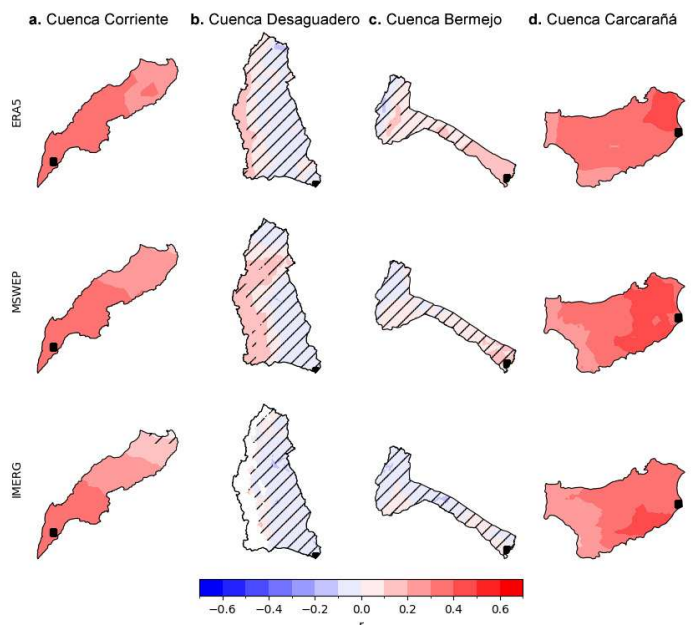 a. Cuenca Corriente b. Cuenca Desaguadero c. Cuenca Bermejo d. Cuenca Carcarañá
ERA5
MSWEP
IMERG
−0.6 −0.4 −0.2 0.0 0.2 0.4 0.6
r